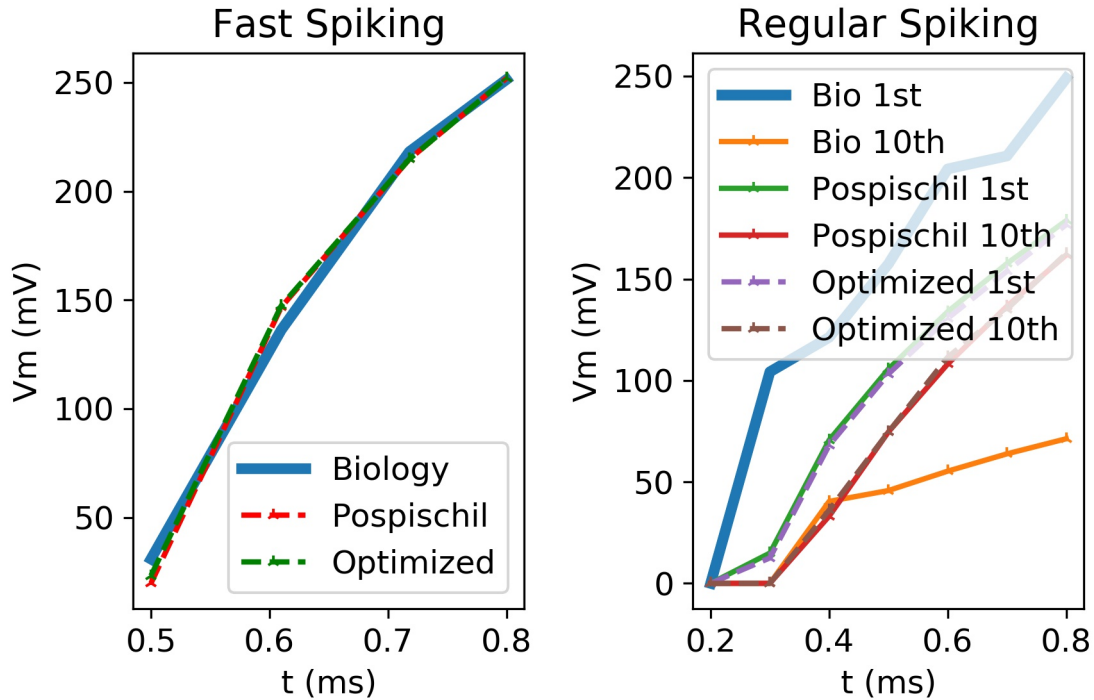 Fast Spiking
250
200
150
100
50
Vm (mV)
Biology
Pospischil
Optimized
0.5
0.6
0.7
0.8
t (ms)
Regular Spiking
250
200
150
100
50
0
Vm (mV)
Bio 1st
Bio 10th
Pospischil 1st
Pospischil 10th
Optimized 1st
Optimized 10th
0.2
0.4
0.6
0.8
t (ms)